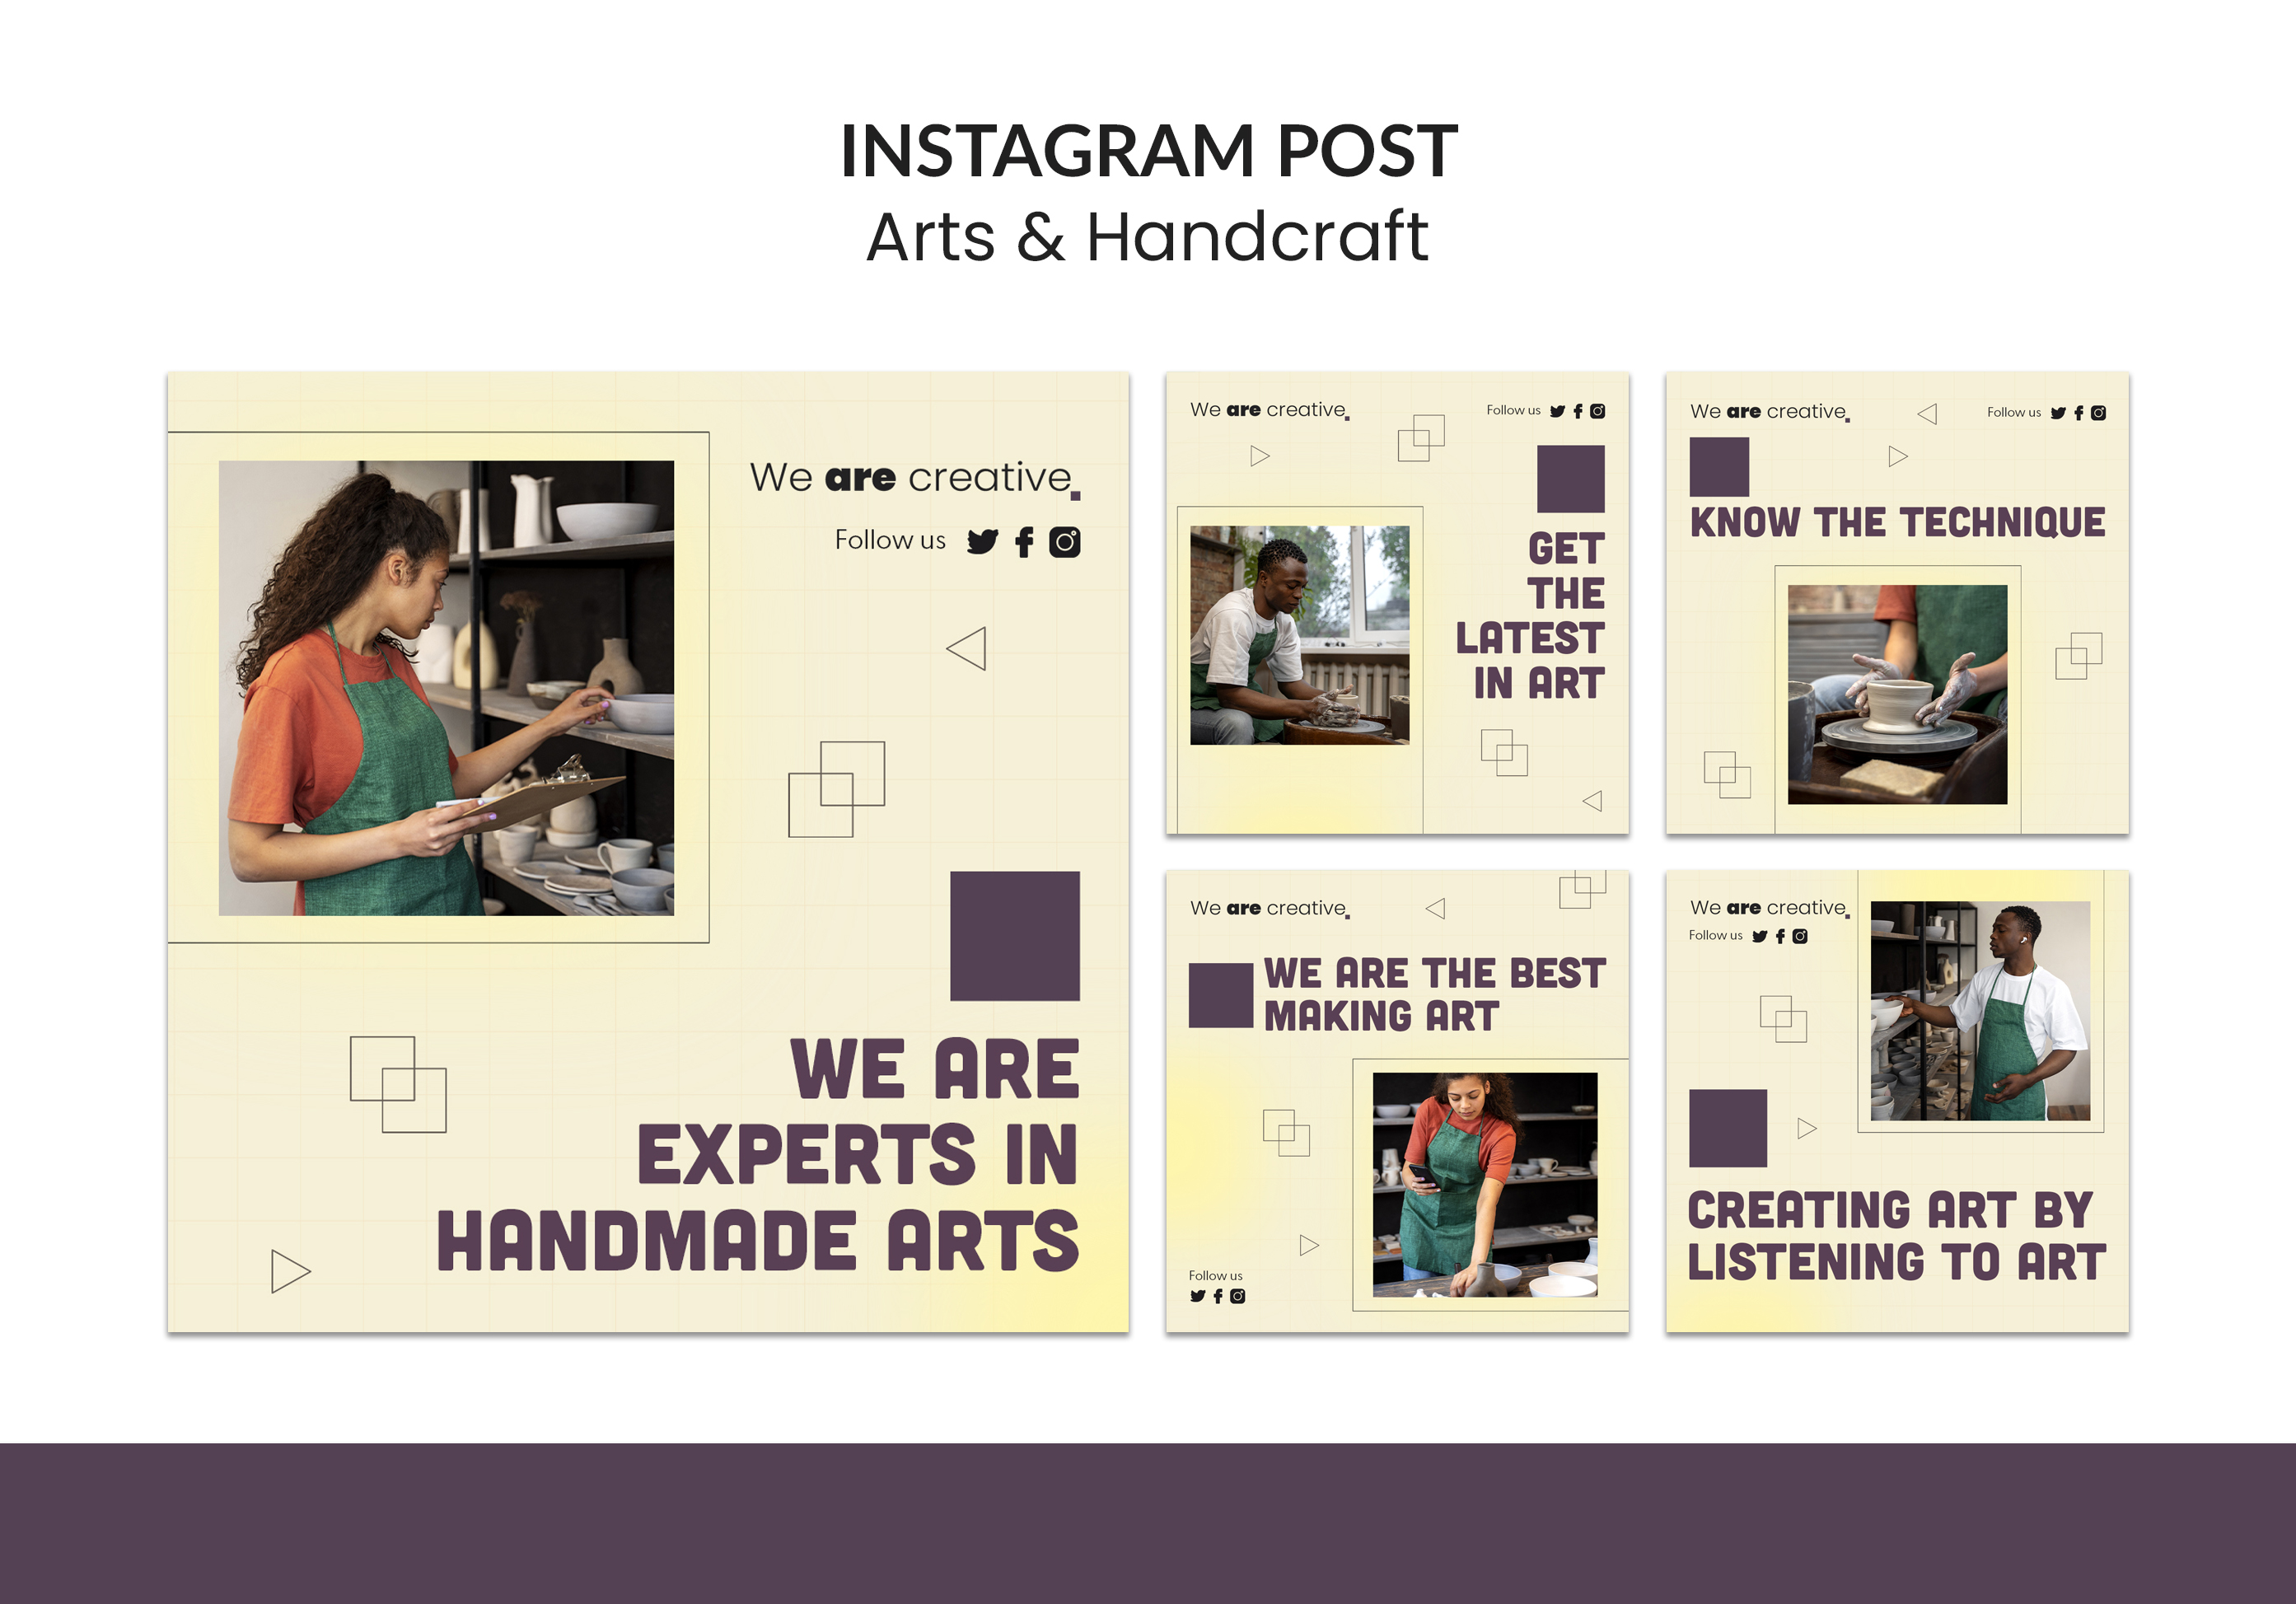 INSTAGRAM POST
Arts & Handcraft
We are creative.
Follow us
WE ARE
EXPERTS IN
HANDMADE ARTS
We are creative.
Follow us
GET
THE
LATEST
IN ART
We are creative.
Follow us
KNOW THE TECHNIQUE
We are creative.
WE ARE THE BEST
MAKING ART
Follow us
We are creative.
Follow us
CREATING ART BY
LISTENING TO ART